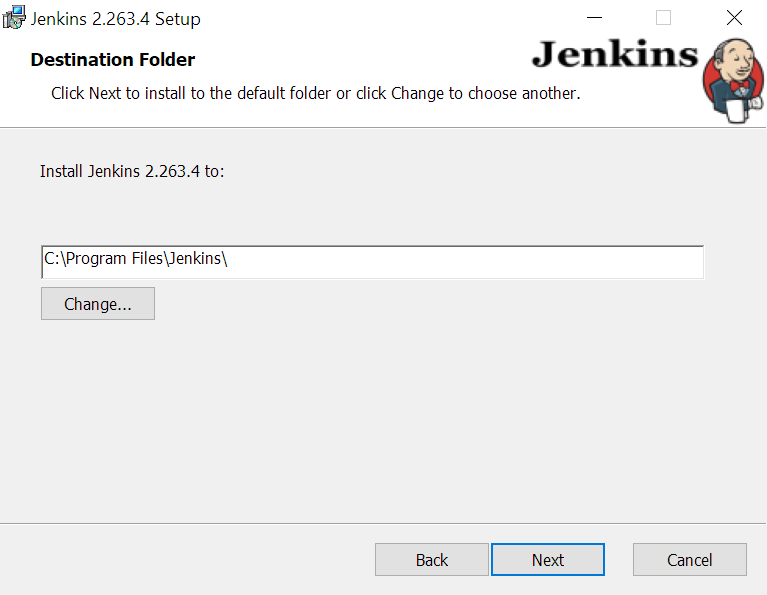 Jenkins 2.263.4 Setup
Jenkins
Destination Folder
Click Next to install to the default folder or click Change to choose another.
Install Jenkins 2.263.4 to:
C:\Program Files\Jenkins\
Change...
Back Next Cancel